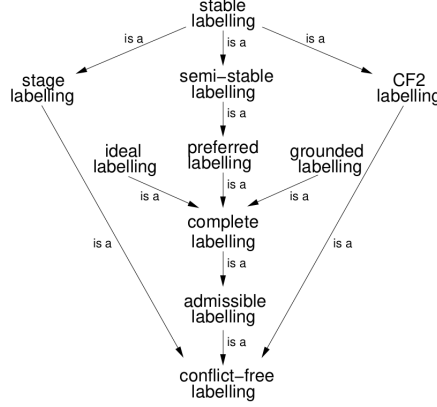 stable
labelling
is a
is a
is a
stage
labelling
semi−stable
labelling
CF2
labelling
is a
ideal
labelling
preferred
labelling
grounded
labelling
is a
is a
is a
complete
labelling
is a
is a
is a
admissible
labelling
is a
conflict−free
labelling